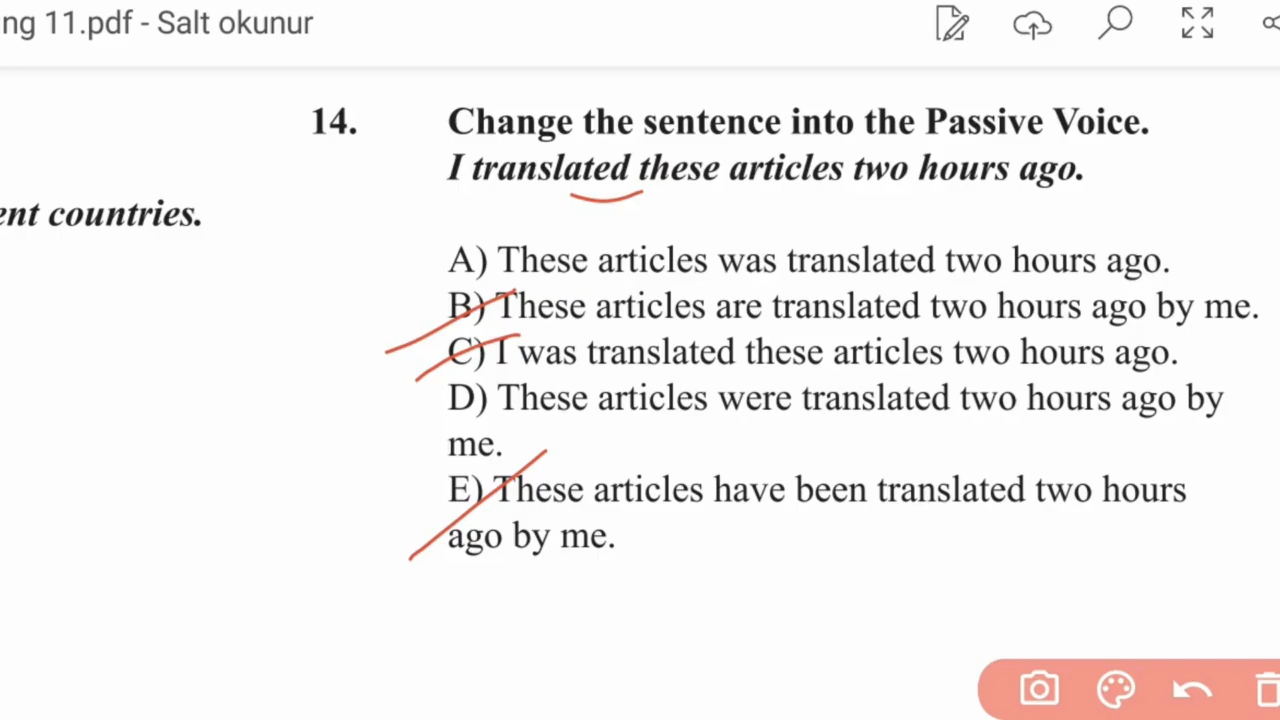 ng 11.pdf - Salt okunur
14. Change the sentence into the Passive Voice.
I translated these articles two hours ago.
ent countries.
A) These articles was translated two hours ago.
B) These articles are translated two hours ago by me.
C) I was translated these articles two hours ago.
D) These articles were translated two hours ago by
me.
E) These articles have been translated two hours
ago by me.